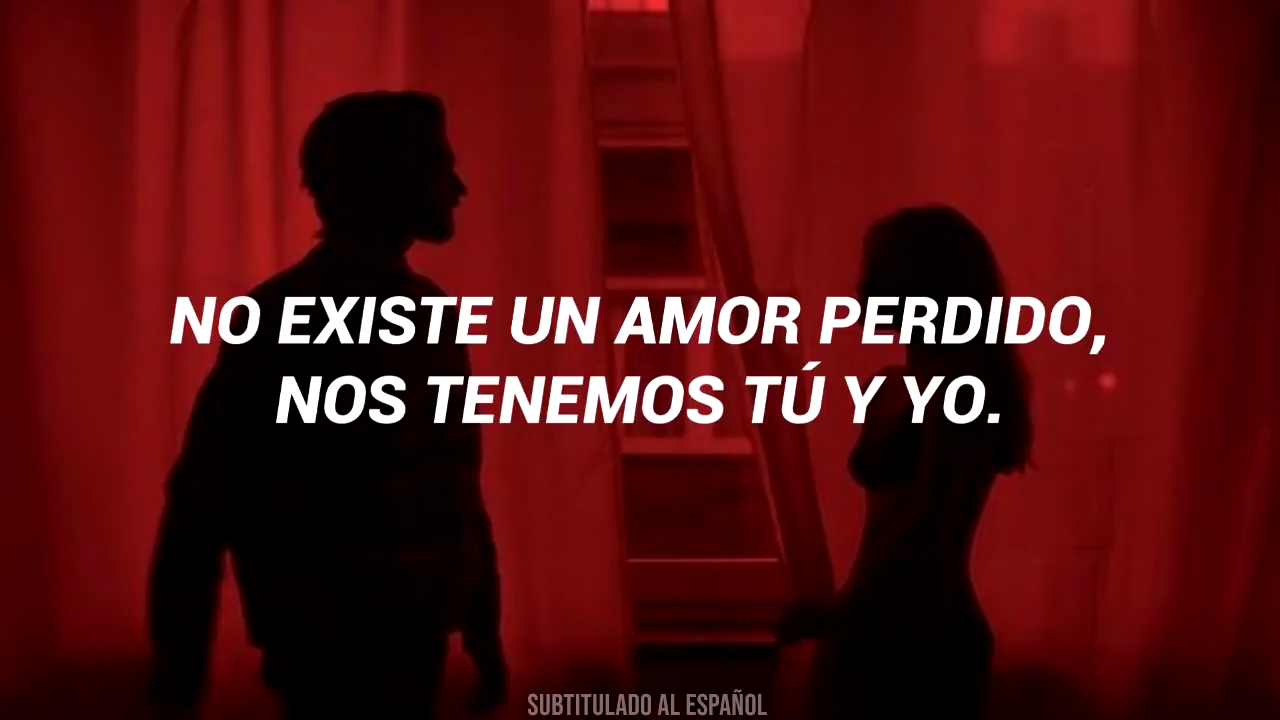 NO EXISTE UN AMOR PERDIDO,
NOS TENEMOS TÚ Y YO.
SUBTITULADO AL ESPAÑOL